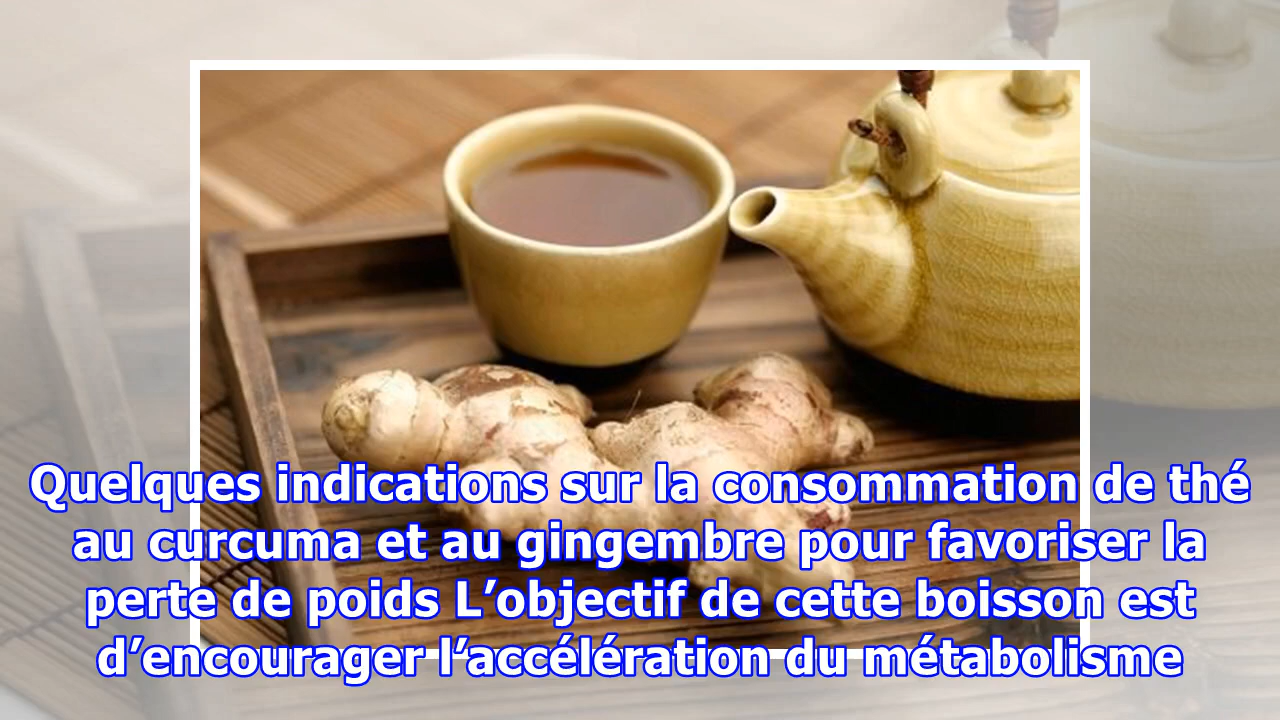 Quelques indications sur la consommation de thé
au curcuma et au gingembre pour favoriser la
perte de poids L’objectif de cette boisson est
d’encourager l’accélération du métabolisme